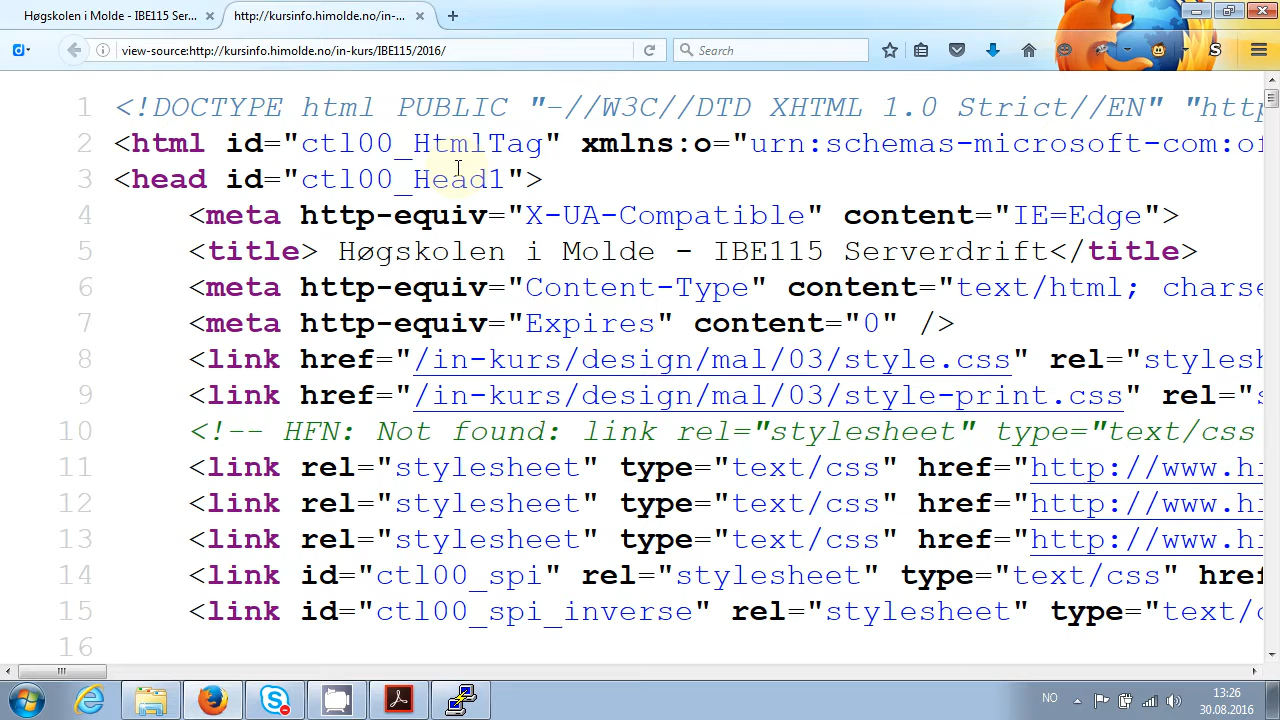 Høgskolen i Molde - IBE115 Ser...
http://kursinfo.himolde.no/in-...
view-source:http://kursinfo.himolde.no/in-kurs/IBE115/2016/
Search
1 <!DOCTYPE html PUBLIC "-//W3C//DTD XHTML 1.0 Strict//EN" "http
2 <html id="ctl00_HtmlTag" xmlns:o="urn:schemas-microsoft-com:of
3 <head id="ctl00_Head1">
4 <meta http-equiv="X-UA-Compatible" content="IE=Edge">
5 <title> Høgskolen i Molde - IBE115 Serverdrift</title>
6 <meta http-equiv="Content-Type" content="text/html; charse
7 <meta http-equiv="Expires" content="0" />
8 <link href="/in-kurs/design/mal/03/style.css" rel="stylesh
9 <link href="/in-kurs/design/mal/03/style-print.css" rel="s
10 <!-- HFN: Not found: link rel="stylesheet" type="text/css
11 <link rel="stylesheet" type="text/css" href="http://www.hi
12 <link rel="stylesheet" type="text/css" href="http://www.hi
13 <link rel="stylesheet" type="text/css" href="http://www.hi
14 <link id="ctl00_spi" rel="stylesheet" type="text/css" href
15 <link id="ctl00_spi_inverse" rel="stylesheet" type="text/c
16
NO
13:26
30.08.2016